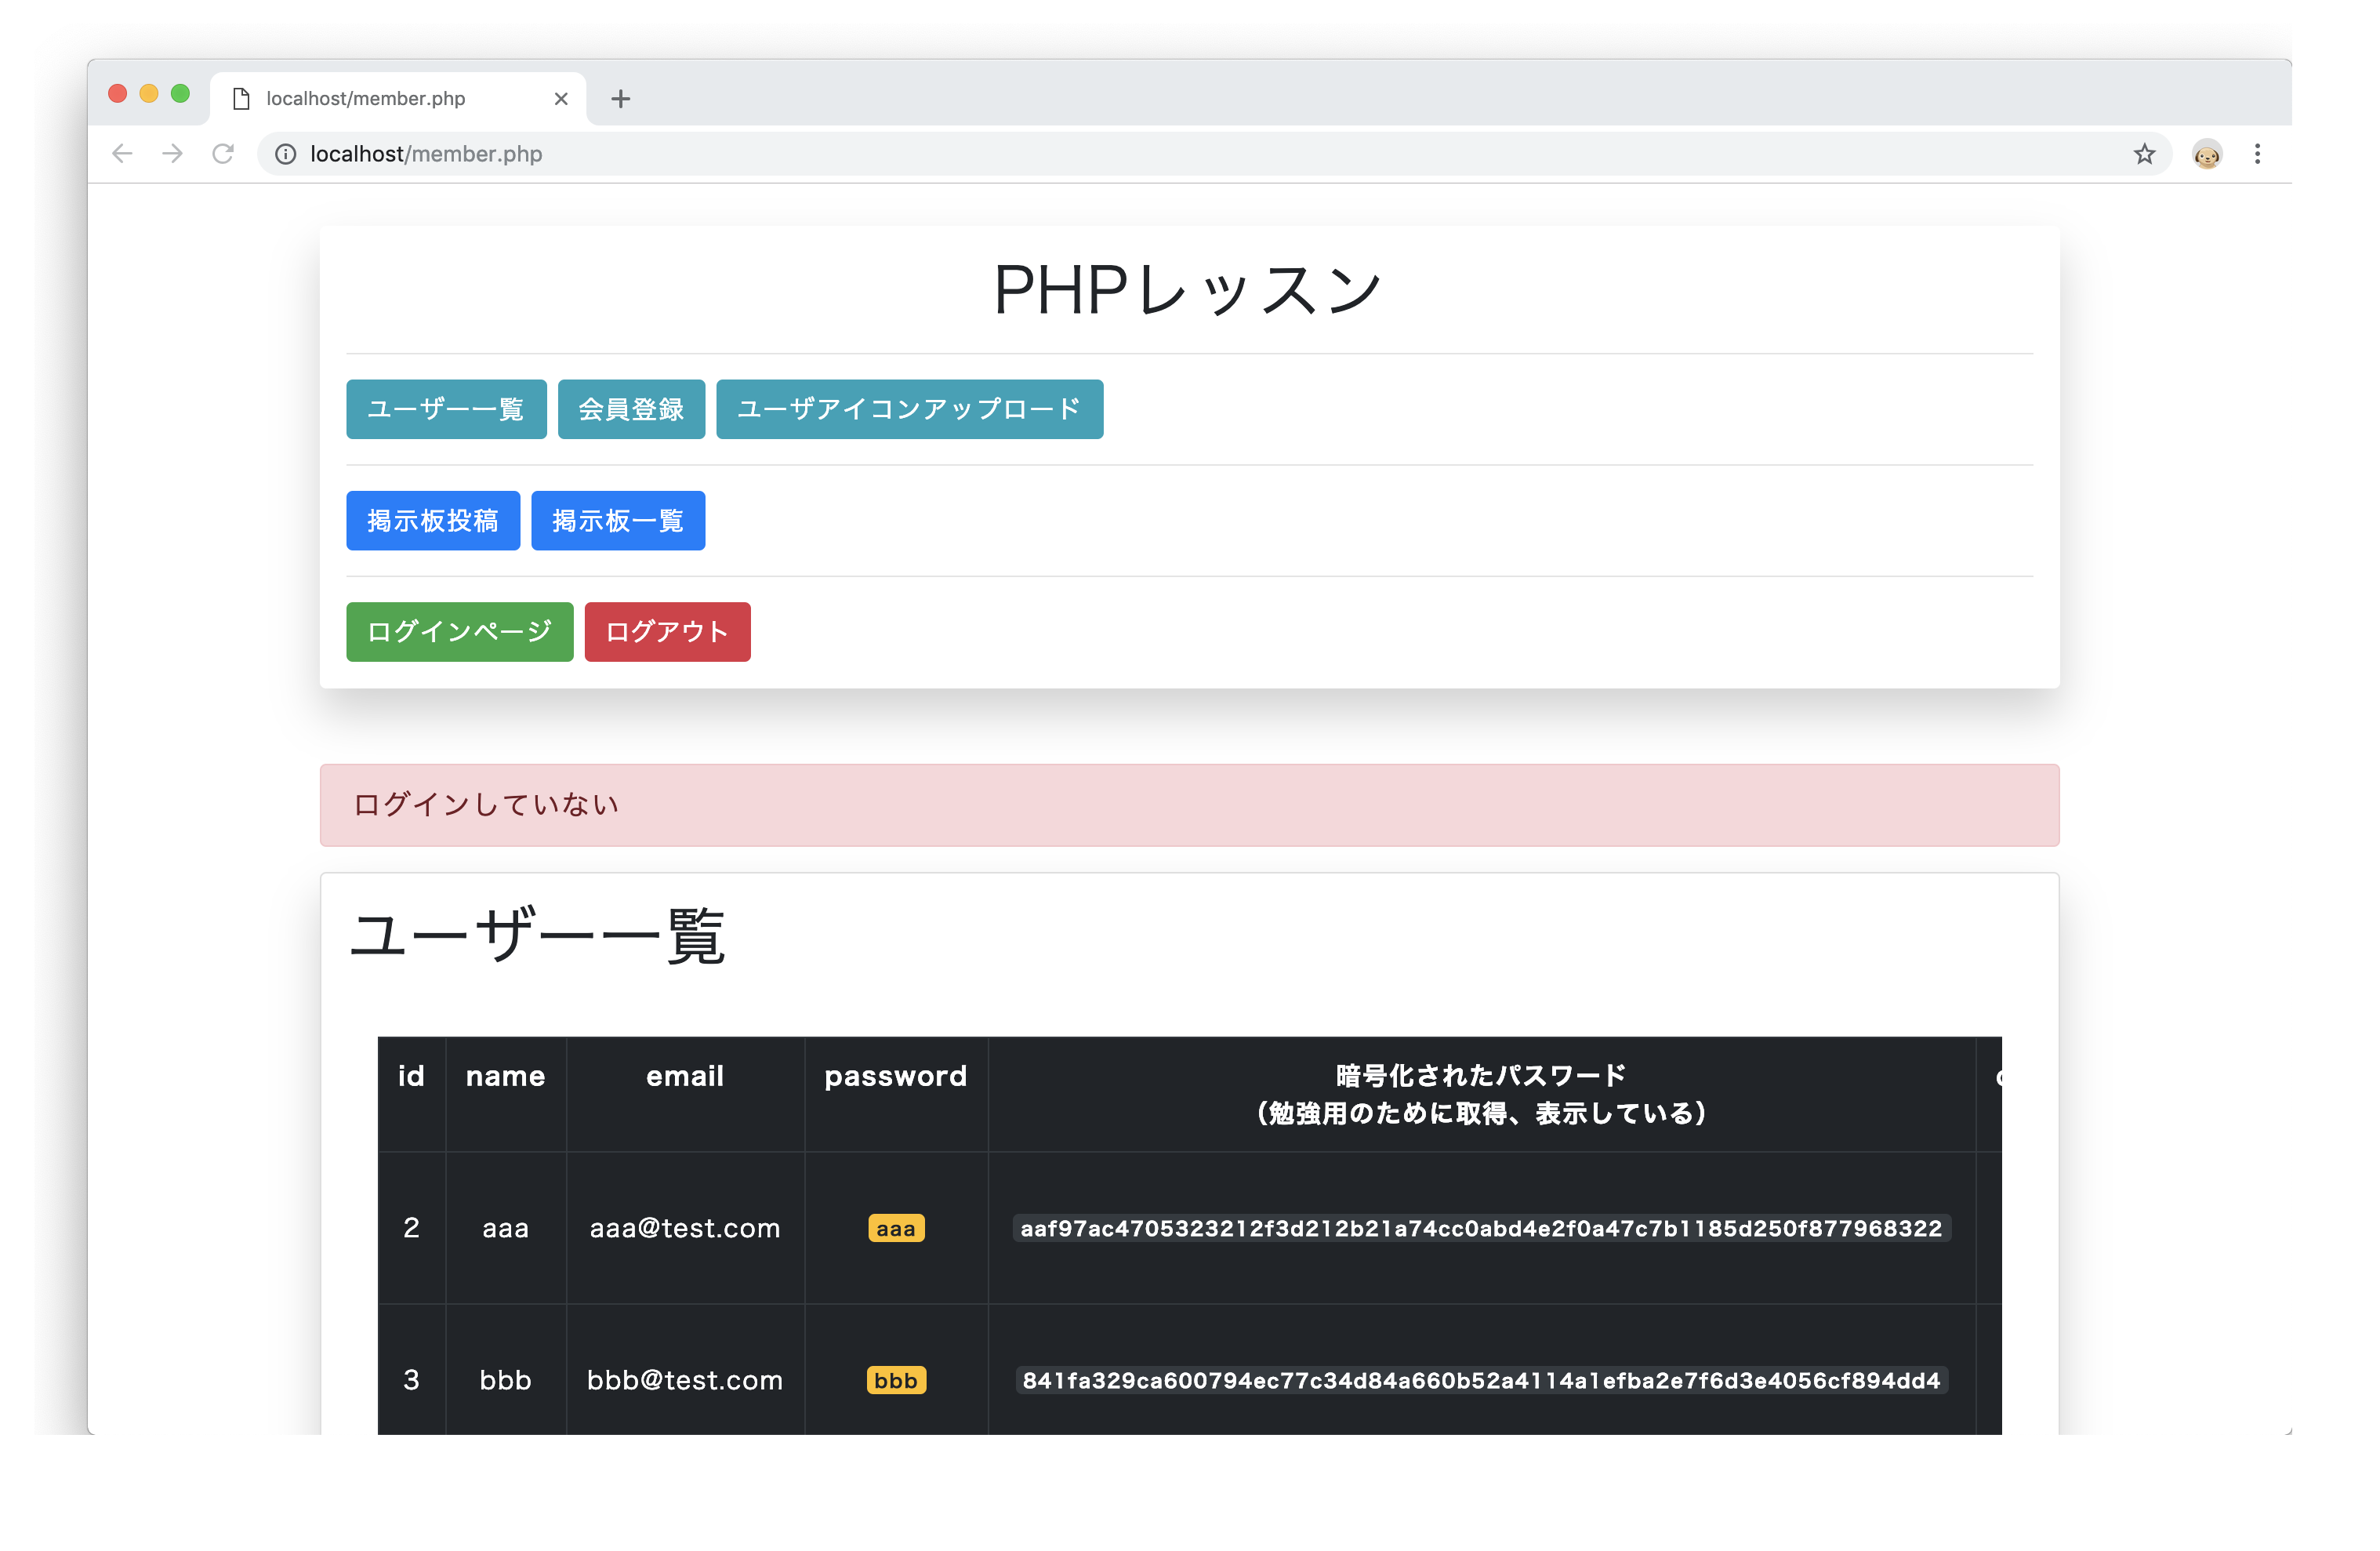 localhost/member.php
localhost/member.php
PHPレッスン
ユーザー一覧 会員登録 ユーザアイコンアップロード
掲示板投稿 掲示板一覧
ログインページ ログアウト
ログインしていない
ユーザー一覧
id name email password 暗号化されたパスワード
（勉強用のために取得、表示している）
2 aaa aaa@test.com aaa aaf97ac4705323212f3d212b21a74cc0abd4e2f0a47c7b1185d250f877968322
3 bbb bbb@test.com bbb 841fa329ca600794ec77c34d84a660b52a4114a1efba2e7f6d3e4056cf894dd4